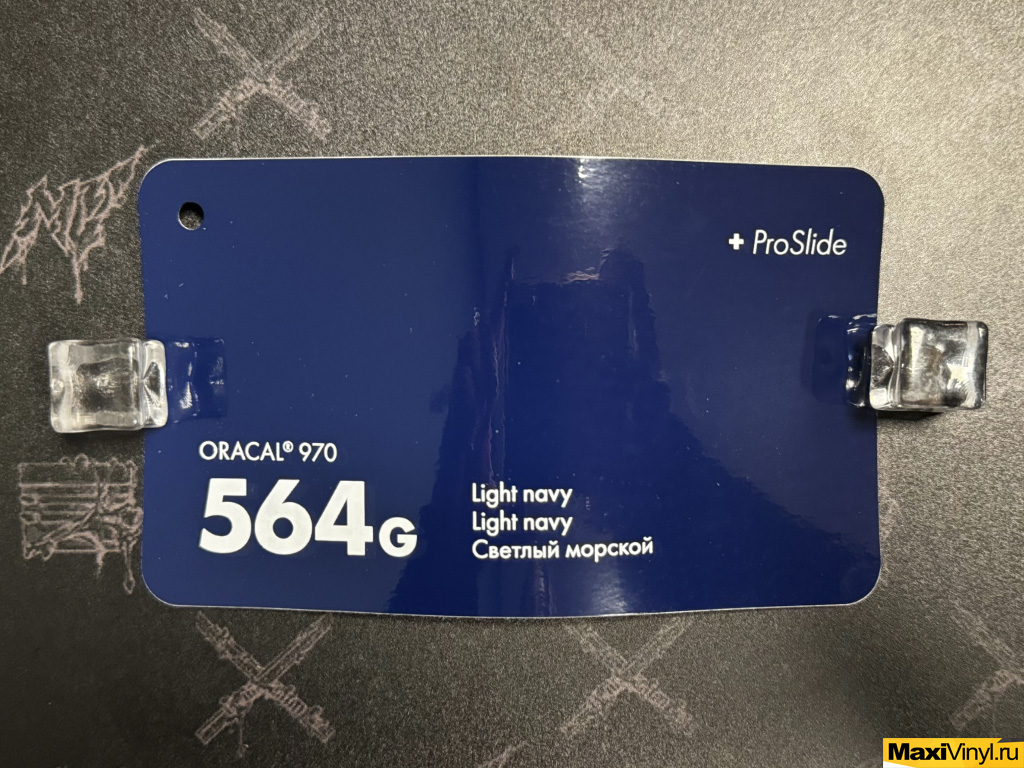 + ProSlide
ORACAL® 970
564G
Light navy
Light navy
Светлый морской
MaxiVinyl.ru